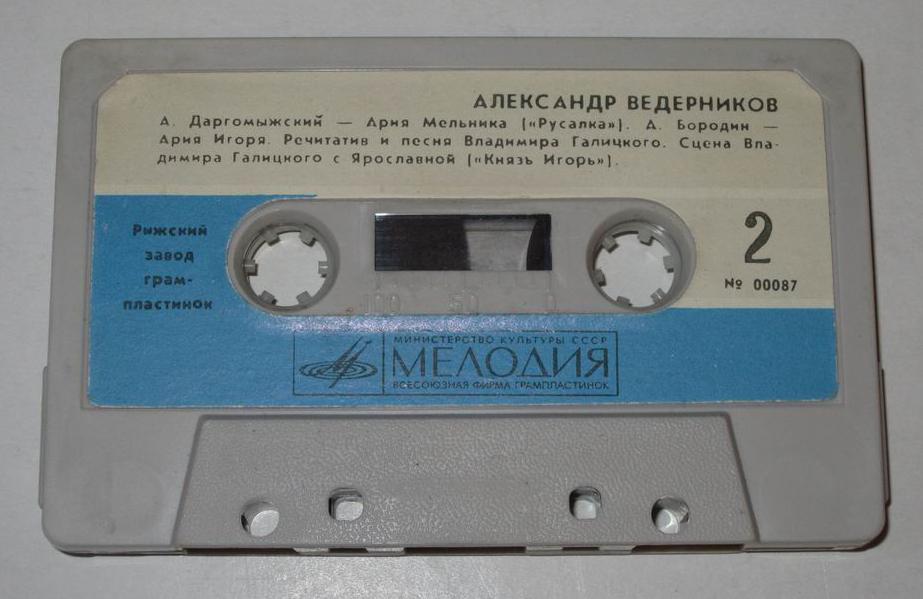 АЛЕКСАНДР ВЕДЕРНИКОВ
А. Даргомыжский — Ария Мельника («Русалка»). А. Бородин —
Ария Игоря. Речитатив и песня Владимира Галицкого. Сцена Вла-
димира Галицкого с Ярославной («Князь Игорь»).
Рижский
завод
грам-
пластинок
2
№ 00087
100 50 0
МИНИСТЕРСТВО КУЛЬТУРЫ СССР
МЕЛОДИЯ
ВСЕСОЮЗНАЯ ФИРМА ГРАМПЛАСТИНОК